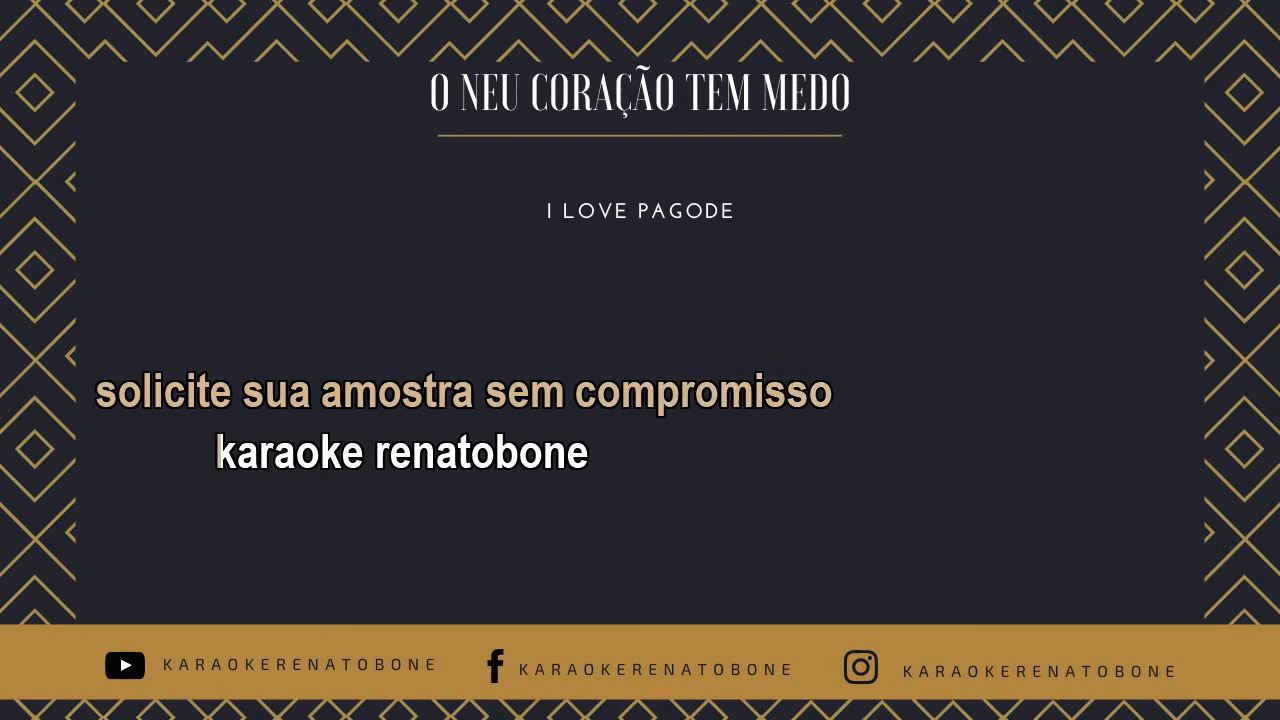 O NEU CORAÇÃO TEM MEDO
I LOVE PAGODE
solicite sua amostra sem compromisso
karaoke renatobone
KARAOKERENATOBONE KARAOKERENATOBONE KARAOKERENATOBONE